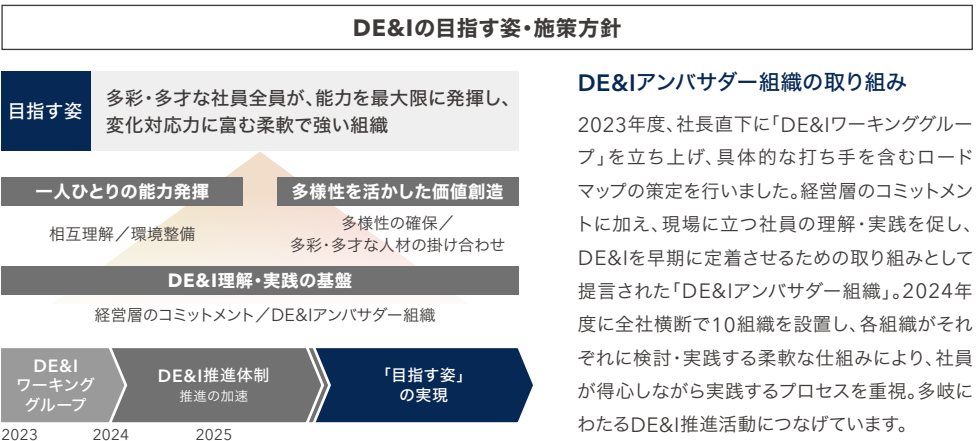 DE&Iの目指す姿・施策方針
目指す姿
多彩・多才な社員全員が、能力を最大限に発揮し、
変化対応力に富む柔軟で強い組織
一人ひとりの能力発揮
相互理解／環境整備
多様性を活かした価値創造
多様性の確保／
多彩・多才な人材の掛け合わせ
DE&I理解・実践の基盤
経営層のコミットメント／DE&Iアンバサダー組織
DE&I
ワーキング
グループ
DE&I推進体制
推進の加速
「目指す姿」
の実現
2023
2024
2025
DE&Iアンバサダー組織の取り組み
2023年度、社長直下に「DE&Iワーキンググルー
プ」を立ち上げ、具体的な打ち手を含むロード
マップの策定を行いました。経営層のコミットメン
トに加え、現場に立つ社員の理解・実践を促し、
DE&Iを早期に定着させるための取り組みとして
提言された「DE&Iアンバサダー組織」。2024年
度に全社横断で10組織を設置し、各組織がそれ
ぞれに検討・実践する柔軟な仕組みにより、社員
が得心しながら実践するプロセスを重視。多岐に
わたるDE&I推進活動につなげています。